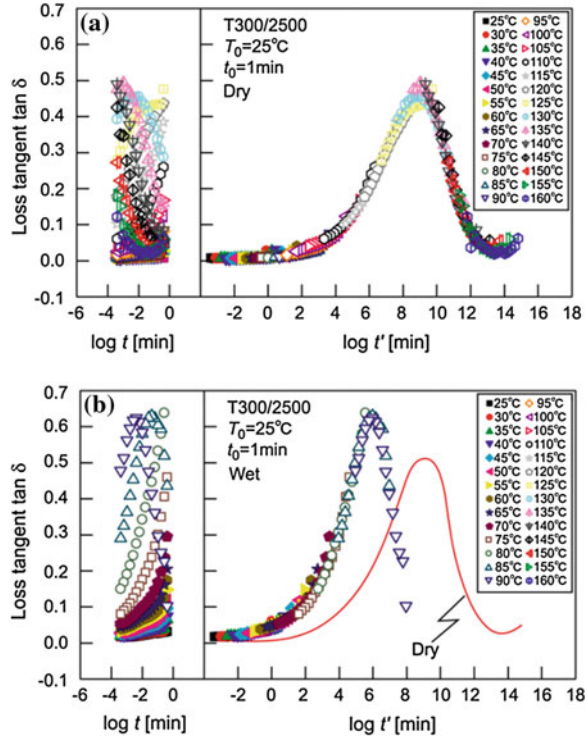 (a)
T300/2500
T0=25°C
t0=1min
Dry
25°C 95°C
30°C 100°C
35°C 105°C
40°C 110°C
45°C 115°C
50°C 120°C
55°C 125°C
60°C 130°C
65°C 135°C
70°C 140°C
75°C 145°C
80°C 150°C
85°C 155°C
90°C 160°C
Loss tangent tan δ
0.7
0.6
0.5
0.4
0.3
0.2
0.1
0.0
-0.1
-4 -2 0 -2 0 2 4 6 8 10 12 14 16 18
log t [min] log t' [min]
(b)
T300/2500
T0=25°C
t0=1min
Wet
25°C 95°C
30°C 100°C
35°C 105°C
40°C 110°C
45°C 115°C
50°C 120°C
55°C 125°C
60°C 130°C
65°C 135°C
70°C 140°C
75°C 145°C
80°C 150°C
85°C 155°C
90°C 160°C
Loss tangent tan δ
0.7
0.6
0.5
0.4
0.3
0.2
0.1
0.0
-0.1
Dry
-4 -2 0 -2 0 2 4 6 8 10 12 14 16 18
log t [min] log t' [min]